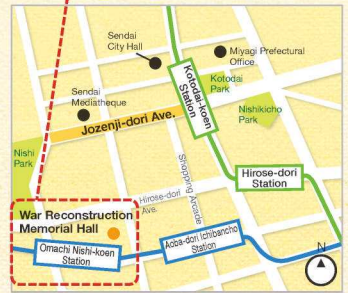 Sendai
City Hall
Miyagi Prefectural
Office
Kotodai-koen
Station
Kotodai
Park
Sendai
Mediatheque
Nishikicho
Park
Jozenji-dori Ave.
Nishi
Park
Shopping Arcade
Hirose-dori
Station
Hirose-dori
Ave.
War Reconstruction
Memorial Hall
Omachi Nishi-koen
Station
Aoba-dori Ichibancho
Station
N